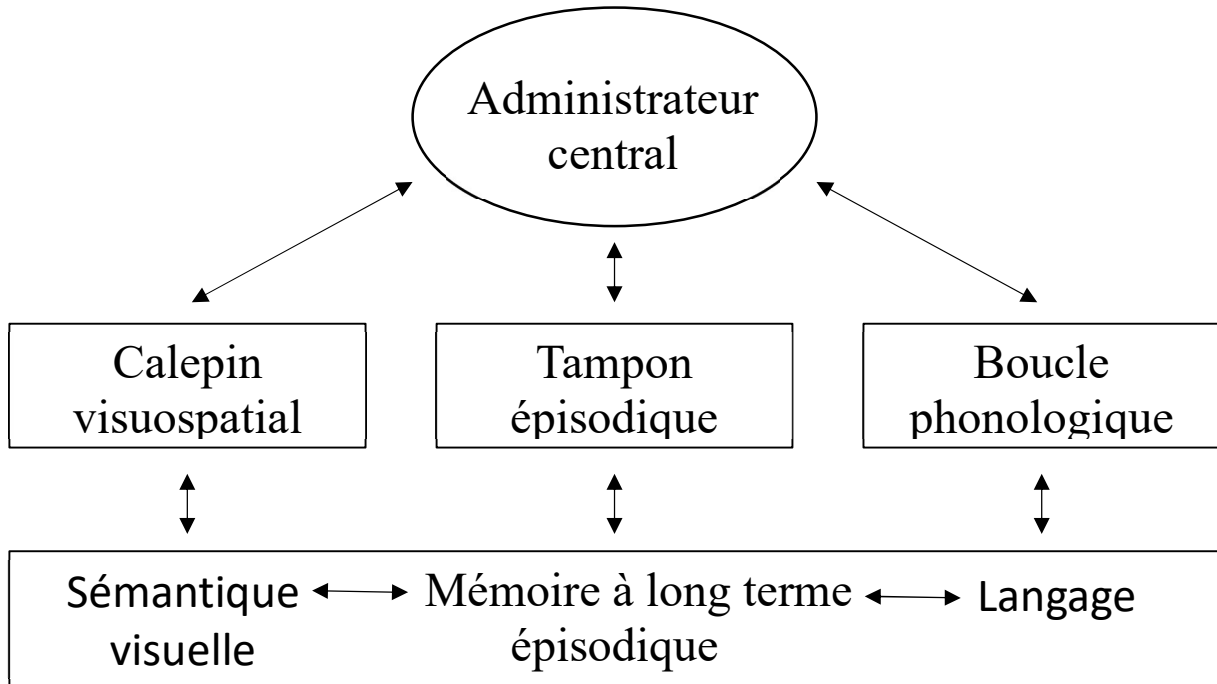 Administrateur
central
Calepin
visuospatial
Tampon
épisodique
Boucle
phonologique
Sémantique
visuelle
Mémoire à long terme
épisodique
Langage